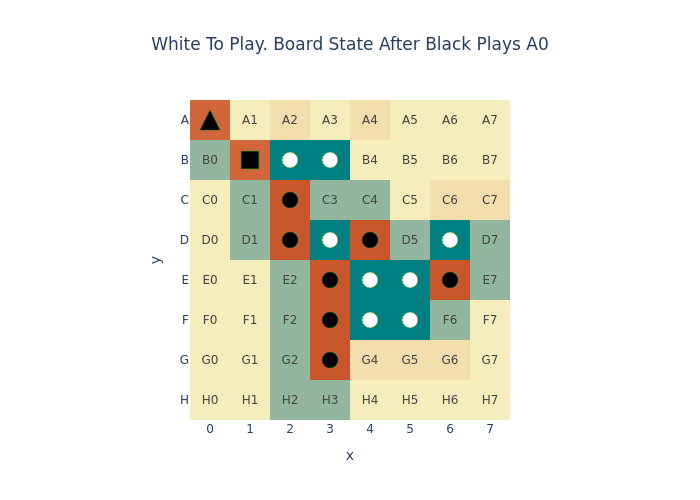 White To Play. Board State After Black Plays A0
A A1 A2 A3 A4 A5 A6 A7
B B0 B4 B5 B6 B7
C C0 C1 C3 C4 C5 C6 C7
D D0 D1 D5 D7
E E0 E1 E2 E7
F F0 F1 F2 F6 F7
G G0 G1 G2 G4 G5 G6 G7
H H0 H1 H2 H3 H4 H5 H6 H7
0 1 2 3 4 5 6 7
x
y